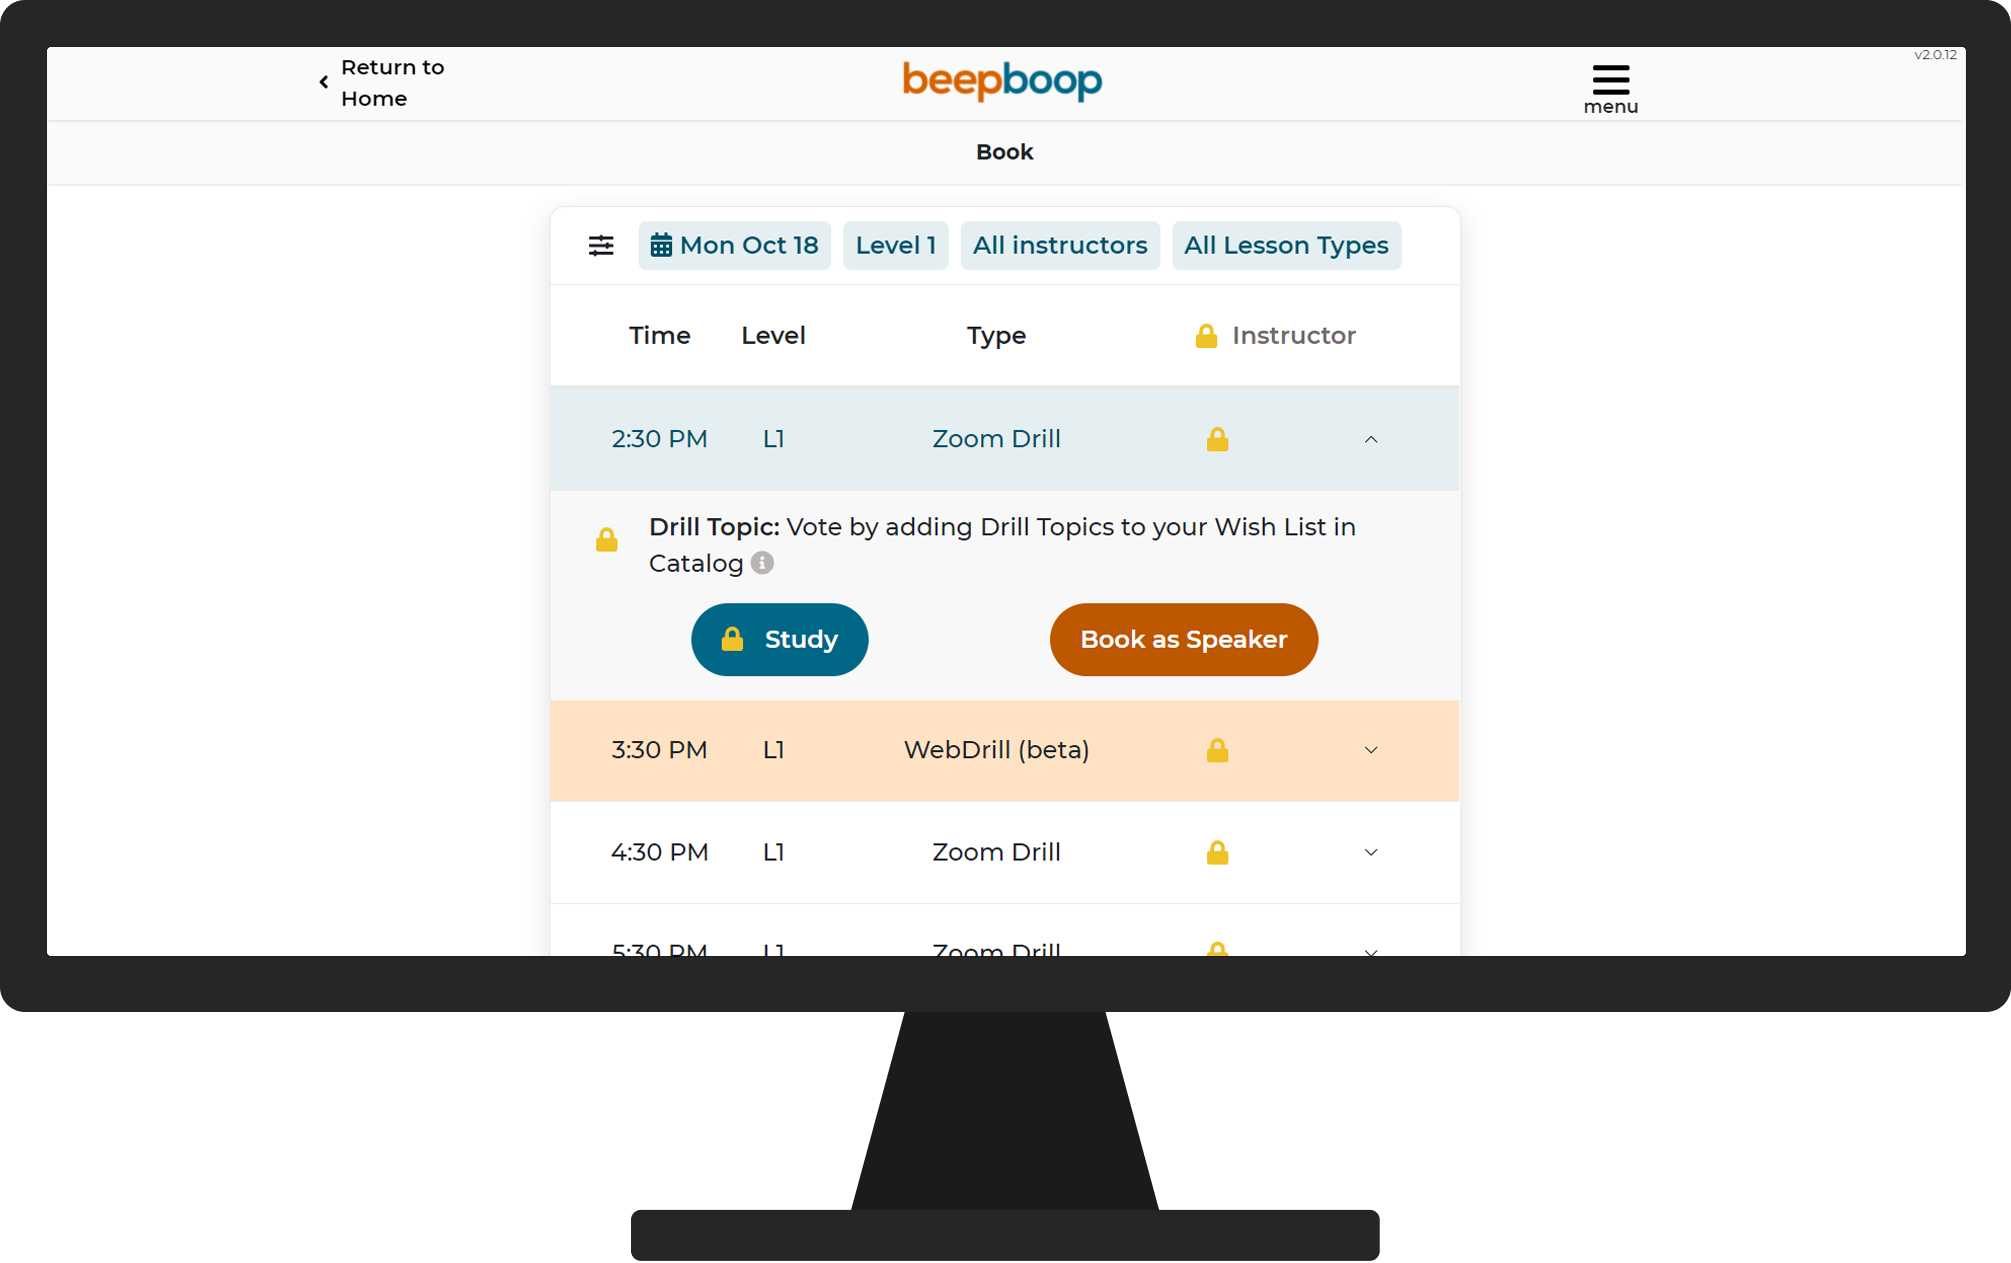 Return to
Home
beepboop
menu
v2.0.12
Book
Mon Oct 18 Level 1 All instructors All Lesson Types
Time Level Type Instructor
2:30 PM L1 Zoom Drill
Drill Topic: Vote by adding Drill Topics to your Wish List in
Catalog
Study Book as Speaker
3:30 PM L1 WebDrill (beta)
4:30 PM L1 Zoom Drill
5:30 PM L1 Zoom Drill